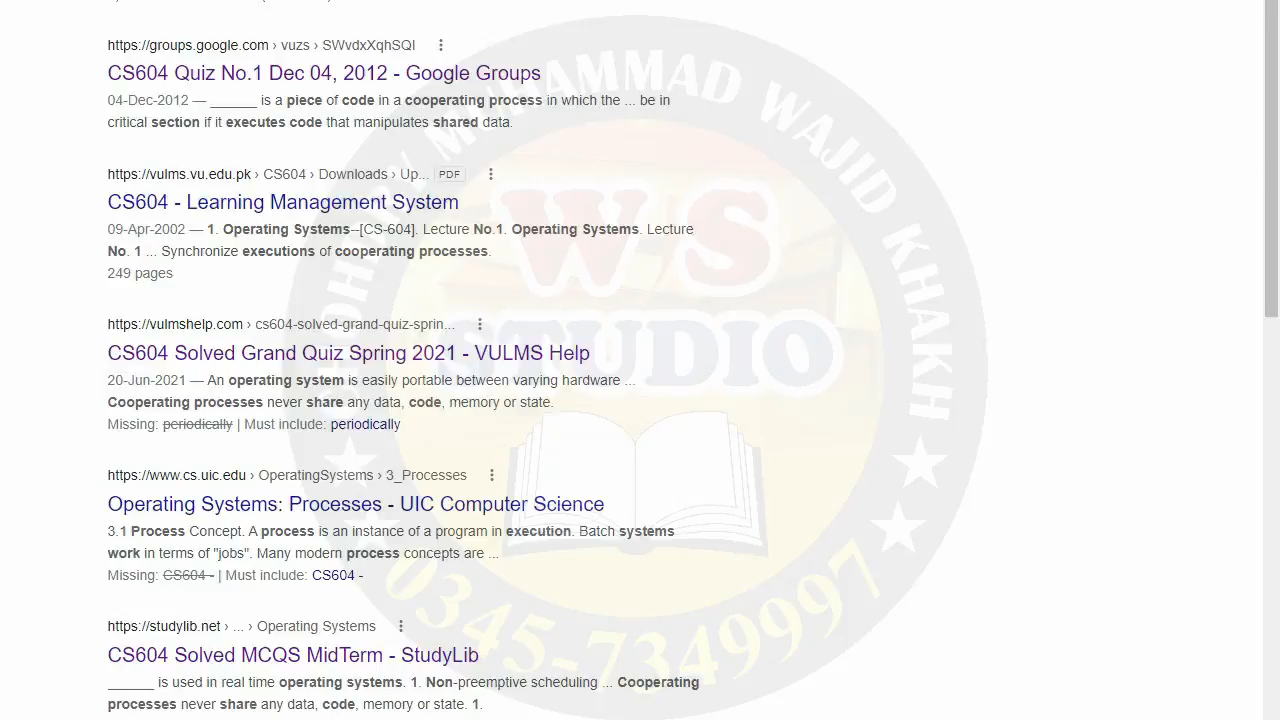 https://groups.google.com › vuzs › SWvdxXqhSQI
CS604 Quiz No.1 Dec 04, 2012 - Google Groups
04-Dec-2012 — ______ is a piece of code in a cooperating process in which the ... be in
critical section if it executes code that manipulates shared data.
https://vulms.vu.edu.pk › CS604 › Downloads › Up... PDF
CS604 - Learning Management System
09-Apr-2002 — 1. Operating Systems--[CS-604]. Lecture No.1. Operating Systems. Lecture
No. 1 ... Synchronize executions of cooperating processes.
249 pages
https://vulmshelp.com › cs604-solved-grand-quiz-sprin...
CS604 Solved Grand Quiz Spring 2021 - VULMS Help
20-Jun-2021 — An operating system is easily portable between varying hardware ...
Cooperating processes never share any data, code, memory or state.
Missing: periodically | Must include: periodically
https://www.cs.uic.edu › OperatingSystems › 3_Processes
Operating Systems: Processes - UIC Computer Science
3.1 Process Concept. A process is an instance of a program in execution. Batch systems
work in terms of "jobs". Many modern process concepts are ...
Missing: CS604 - | Must include: CS604 -
https://studylib.net › ... › Operating Systems
CS604 Solved MCQS MidTerm - StudyLib
______ is used in real time operating systems. 1. Non-preemptive scheduling ... Cooperating
processes never share any data, code, memory or state. 1.
CHOHDRY MUHAMMAD WAJID KHAKH
W/S
STUDIO
0345-7349997